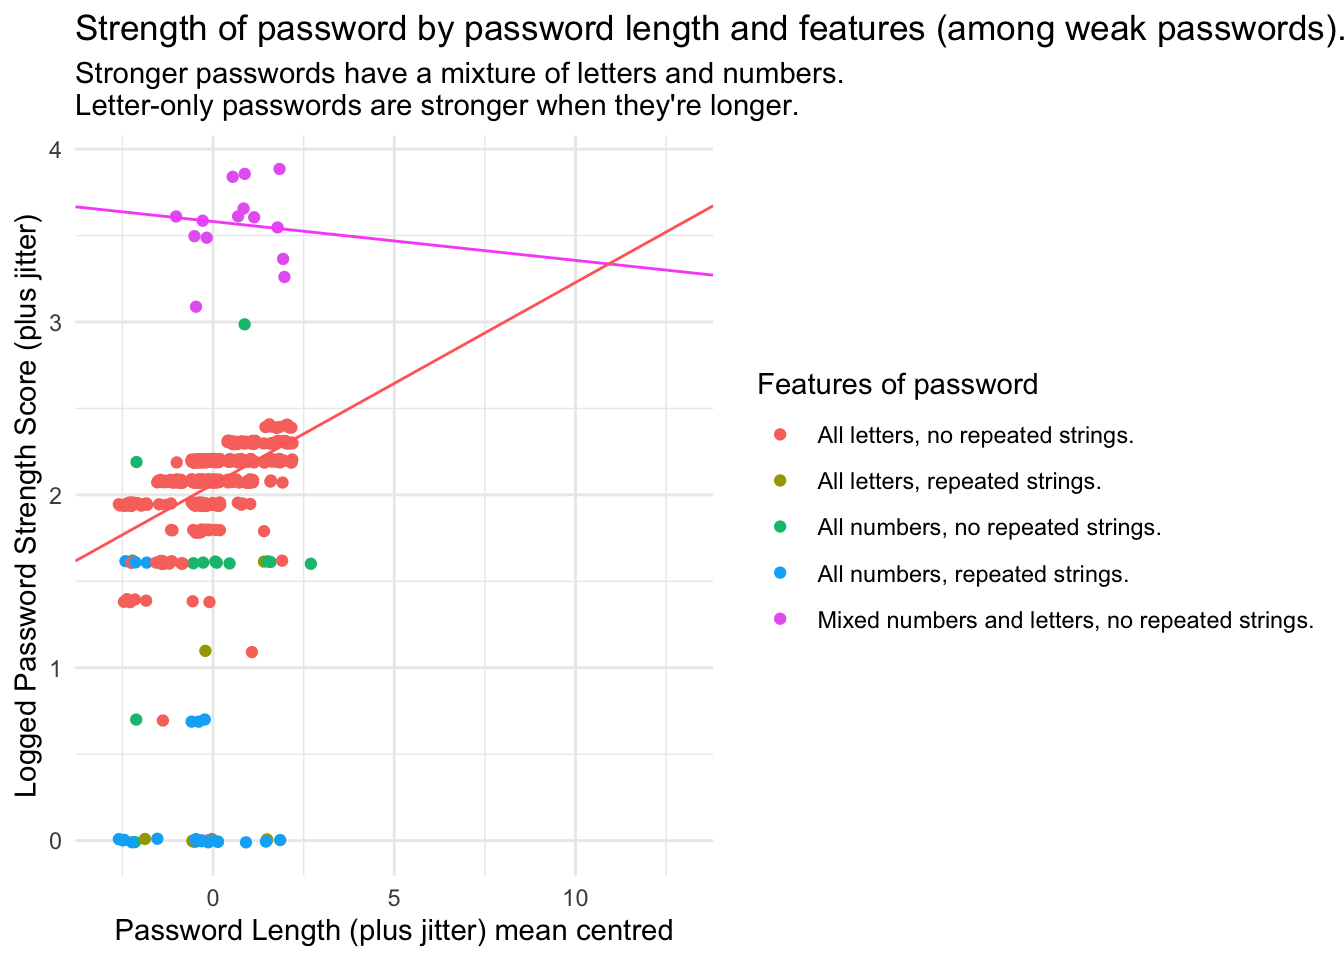 Strength of password by password length and features (among weak passwords).
Stronger passwords have a mixture of letters and numbers.
Letter-only passwords are stronger when they're longer.
Logged Password Strength Score (plus jitter)
4
3
2
1
0
0
5
10
Password Length (plus jitter) mean centred
Features of password
All letters, no repeated strings.
All letters, repeated strings.
All numbers, no repeated strings.
All numbers, repeated strings.
Mixed numbers and letters, no repeated strings.